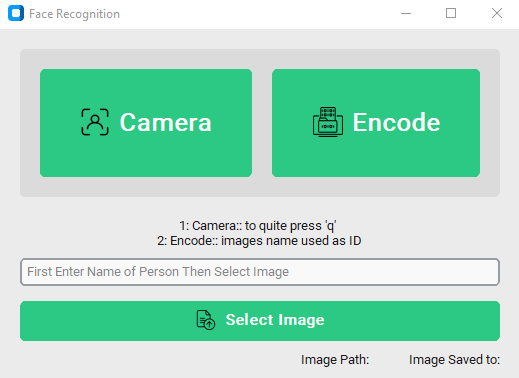 Face Recognition
Camera
Encode
1: Camera:: to quite press 'q'
2: Encode:: images name used as ID
First Enter Name of Person Then Select Image
Select Image
Image Path:
Image Saved to: